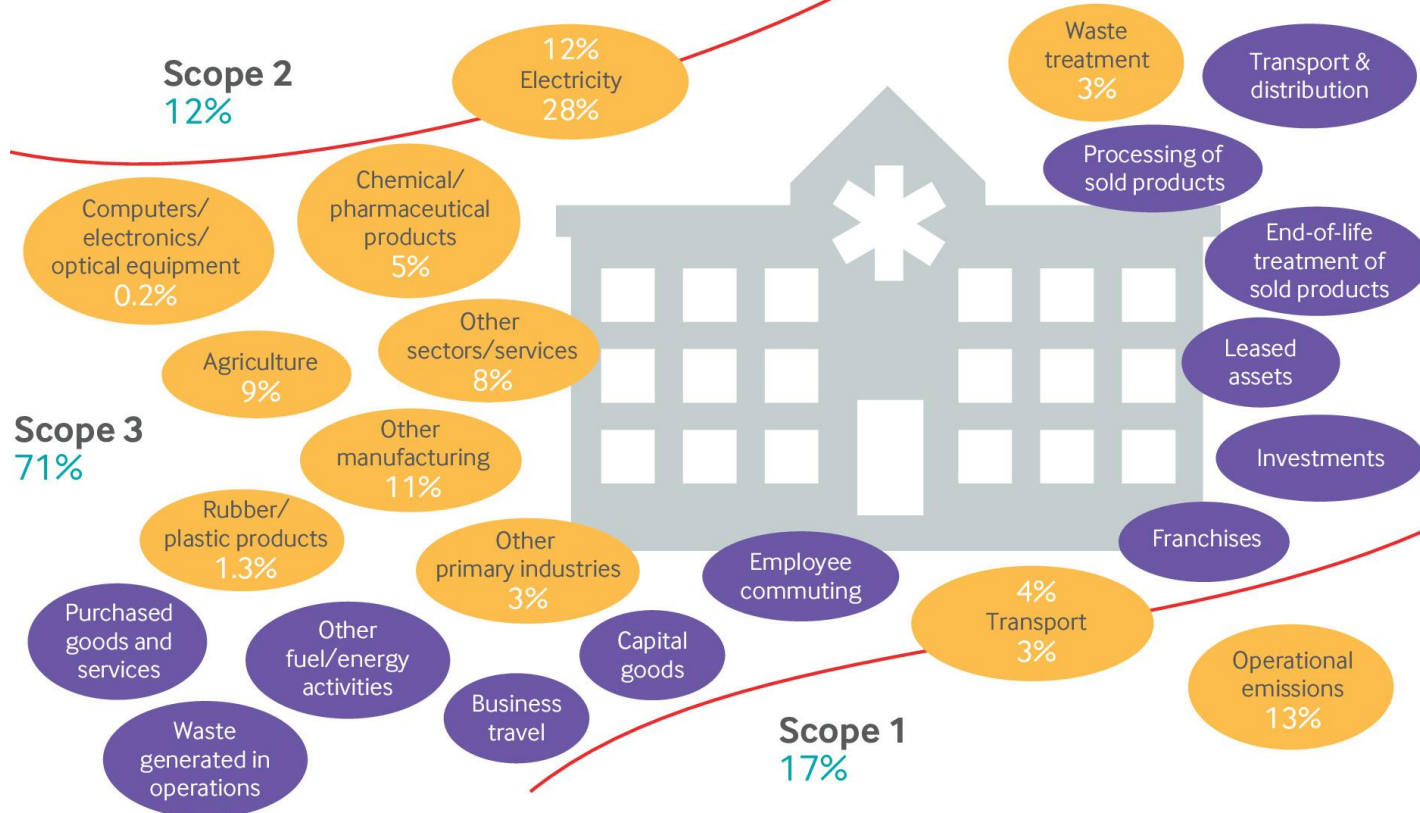 Scope 2
12%
12%
Electricity
28%
Waste
treatment
3%
Transport &
distribution
Processing of
sold products
Computers/
electronics/
optical equipment
0.2%
Chemical/
pharmaceutical
products
5%
End-of-life
treatment of
sold products
Agriculture
9%
Other
sectors/services
8%
Leased
assets
Scope 3
71%
Other
manufacturing
11%
Investments
Rubber/
plastic products
1.3%
Other
primary industries
3%
Employee
commuting
Franchises
Purchased
goods and
services
Other
fuel/energy
activities
Capital
goods
4%
Transport
3%
Operational
emissions
13%
Waste
generated in
operations
Business
travel
Scope 1
17%